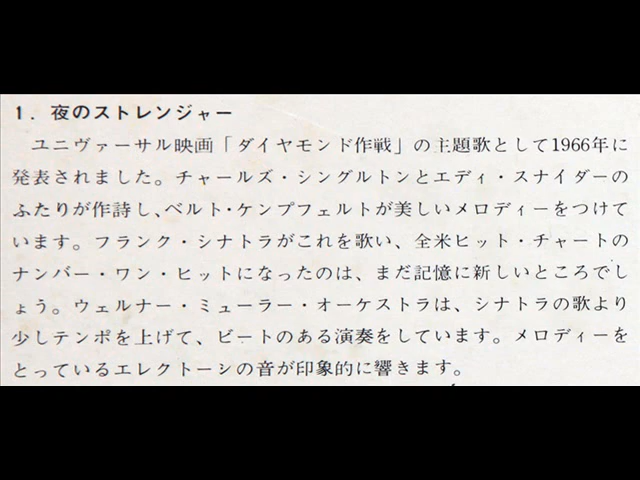 1．夜のストレンジャー
ユニヴァーサル映画「ダイヤモンド作戦」の主題歌として1966年に
発表されました。チャールズ・シングルトンとエディ・スナイダーの
ふたりが作詩し、ベルト・ケンプフェルトが美しいメロディーをつけて
います。フランク・シナトラがこれを歌い、全米ヒット・チャートの
ナンバー・ワン・ヒットになったのは、まだ記憶に新しいところでし
ょう。ウェルナー・ミューラー・オーケストラは、シナトラの歌より
少しテンポを上げて、ビートのある演奏をしています。メロディーを
とっているエレクトーシの音が印象的に響きます。